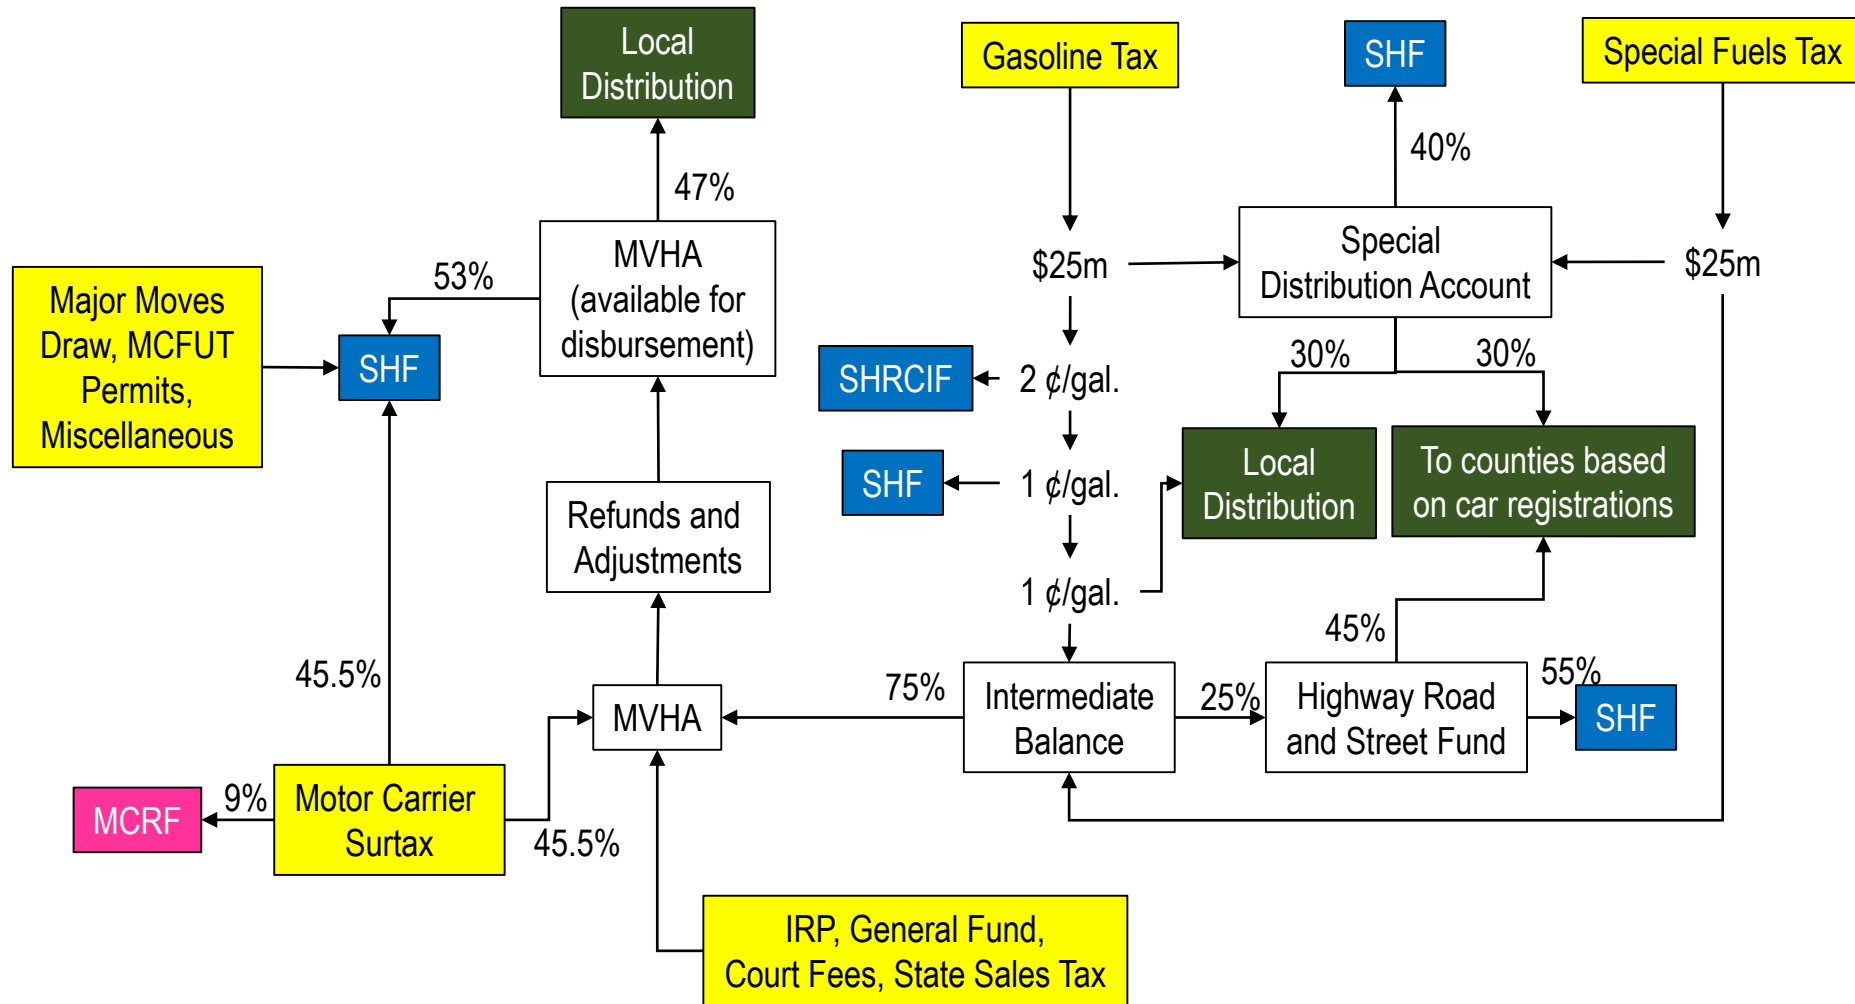 Local
Distribution
Gasoline Tax
SHF
Special Fuels Tax
40%
47%
MVHA
(available for
disbursement)
53%
$25m
Special
Distribution Account
$25m
Major Moves
Draw, MCFUT
Permits,
Miscellaneous
SHF
30%
30%
SHRCIF
2 ¢/gal.
SHF
1 ¢/gal.
Local
Distribution
To counties based
on car registrations
Refunds and
Adjustments
1 ¢/gal.
45%
45.5%
75%
25%
55%
MVHA
Intermediate
Balance
Highway Road
and Street Fund
SHF
MCRF
9%
Motor Carrier
Surtax
45.5%
IRP, General Fund,
Court Fees, State Sales Tax